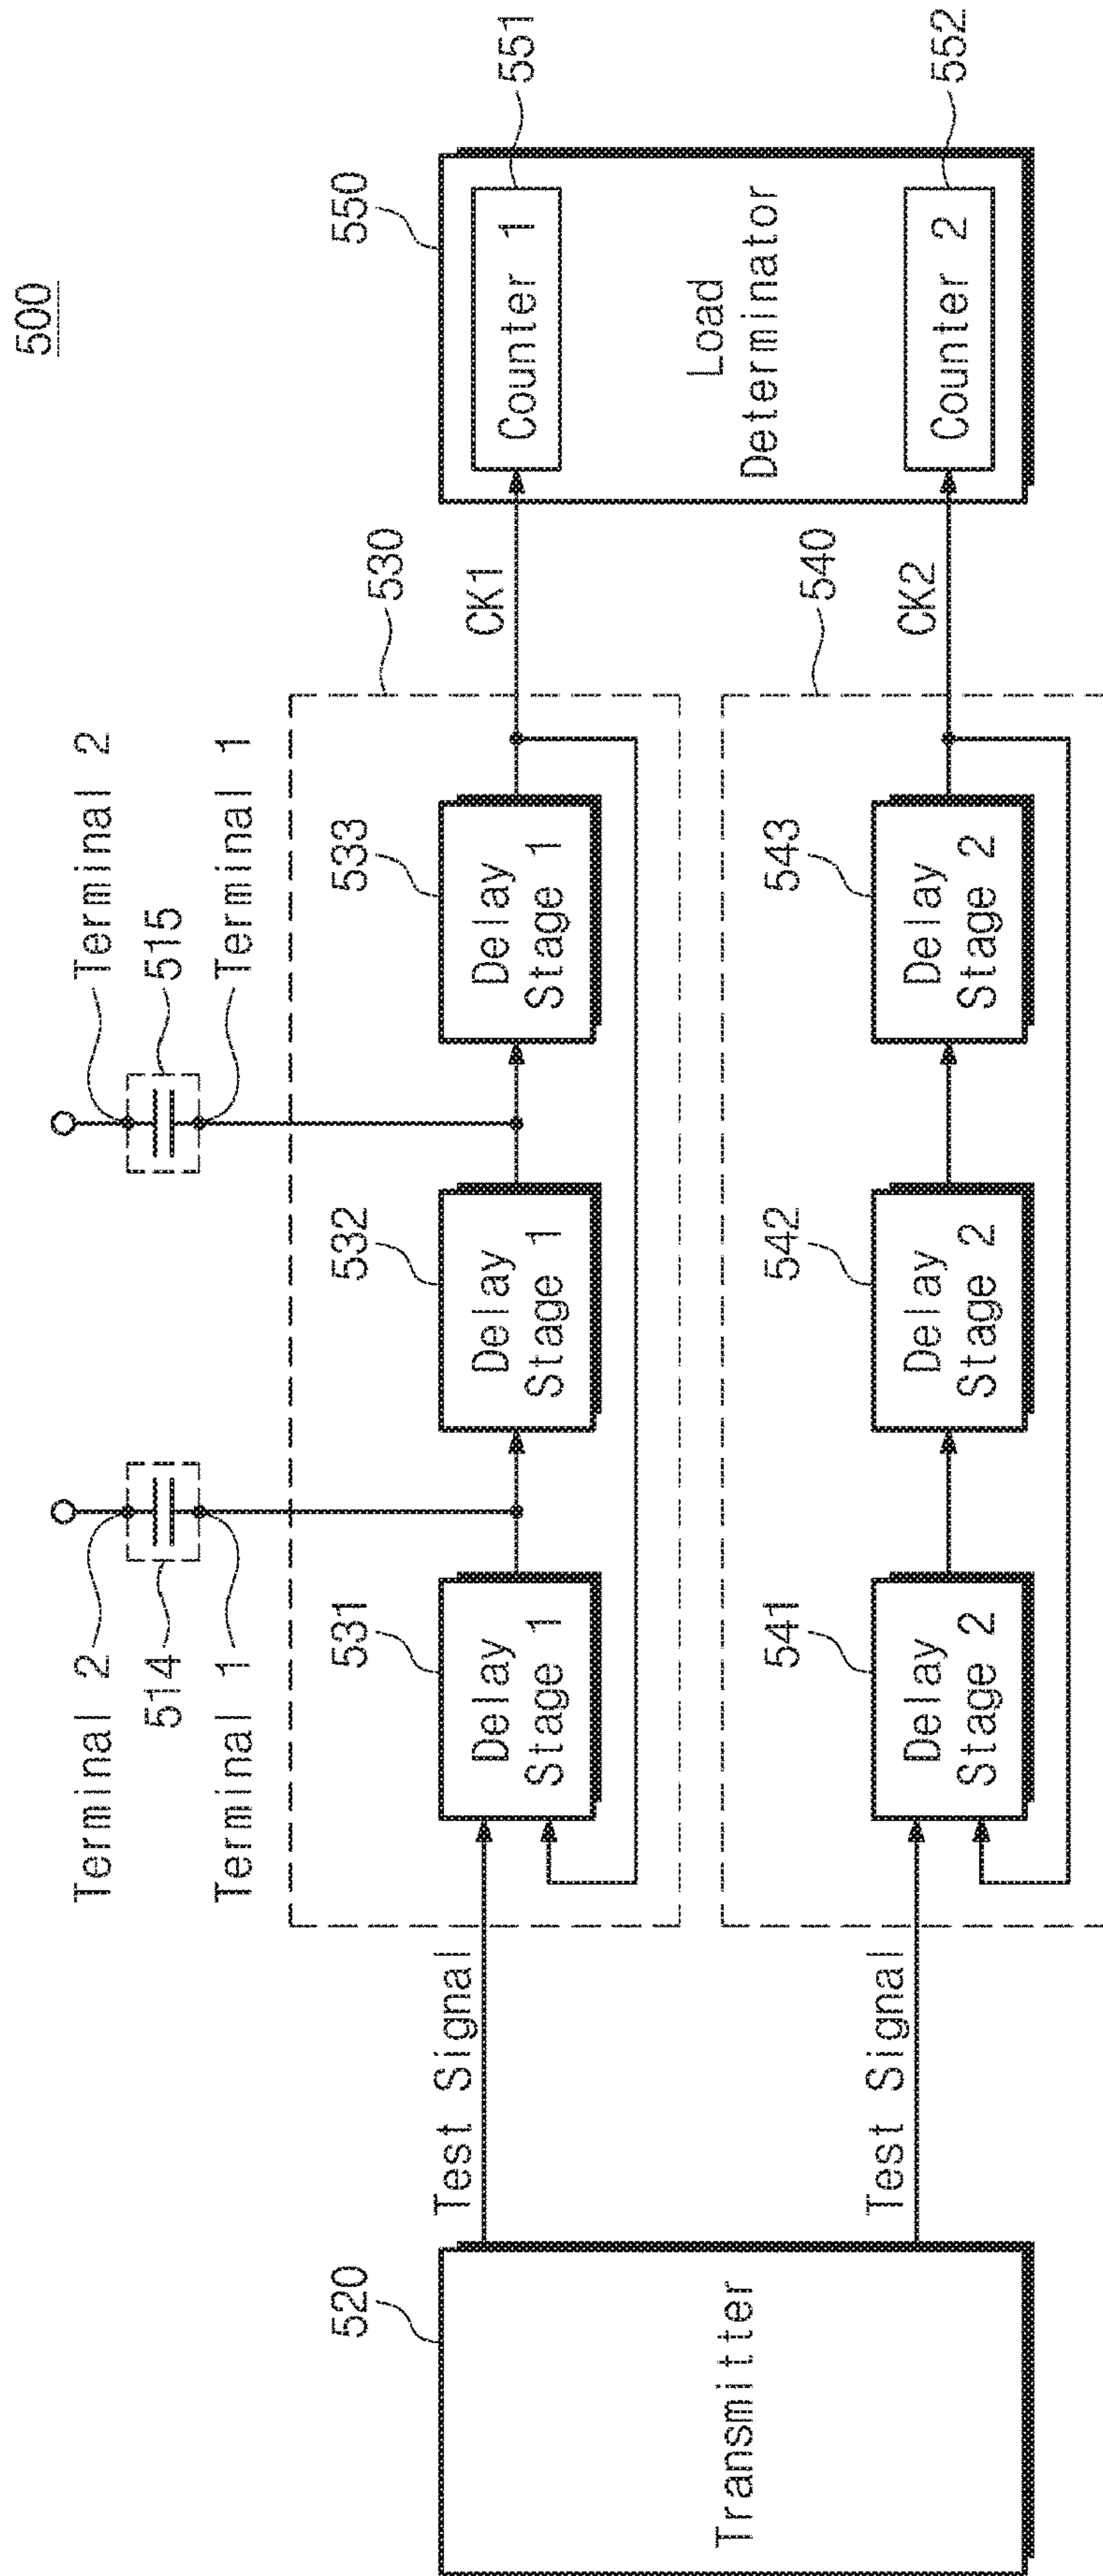 500
Terminal 2
514
Terminal 1
Terminal 2
515
Terminal 1
520
Transmitter
Test Signal
Test Signal
530
531
Delay
Stage 1
532
Delay
Stage 1
533
Delay
Stage 1
CK1
540
541
Delay
Stage 2
542
Delay
Stage 2
543
Delay
Stage 2
CK2
550
Counter 1
551
Load
Determinator
Counter 2
552